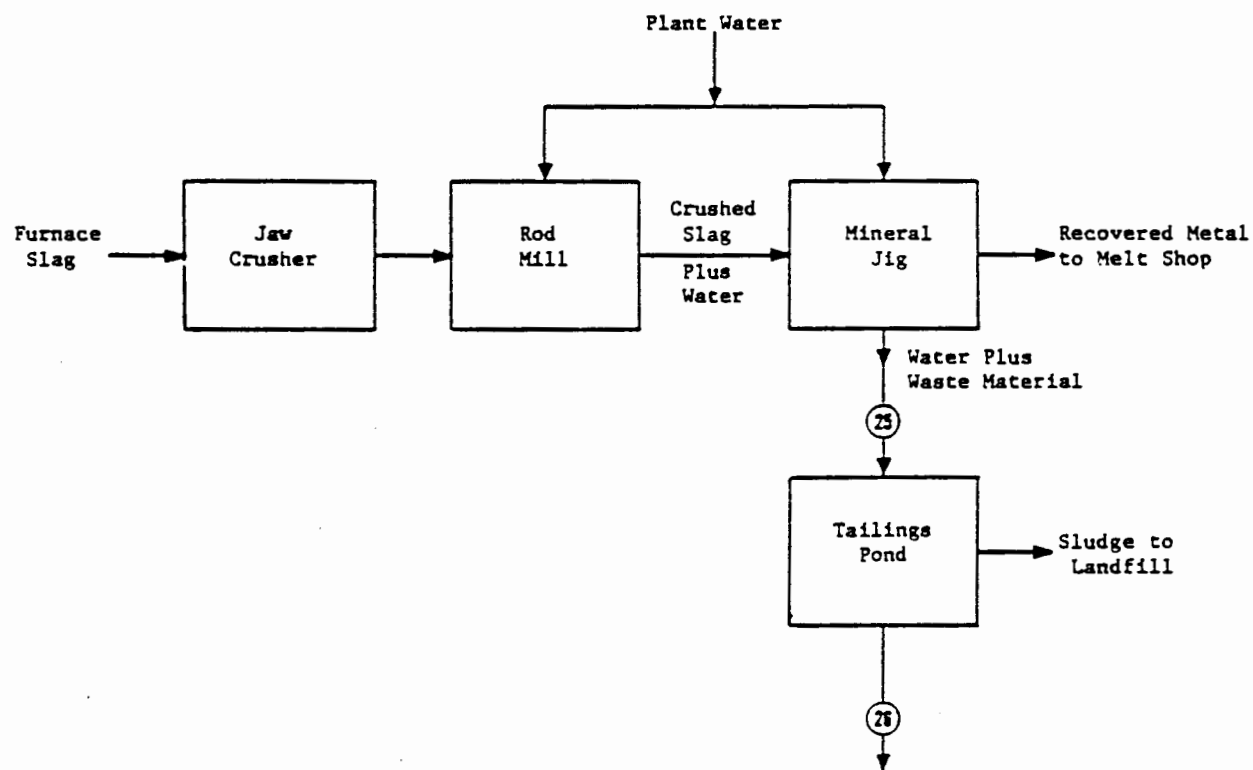 Plant Water
Furnace
Slag
Jaw
Crusher
Rod
Mill
Crushed
Slag
Plus
Water
Mineral
Jig
Recovered Metal
to Melt Shop
Water Plus
Waste Material
25
Tailings
Pond
Sludge to
Landfill
26